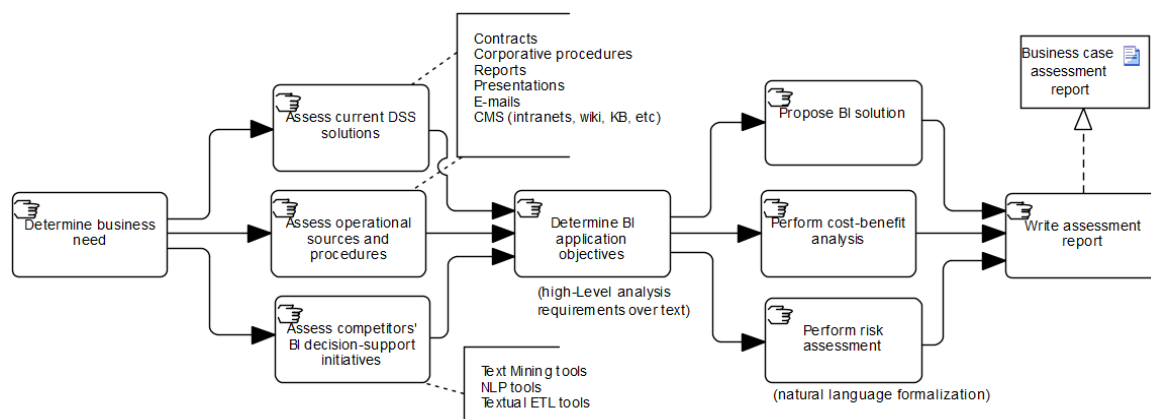 Contracts
Corporative procedures
Reports
Presentations
E-mails
CMS (intranets, wiki, KB, etc)
Business case
assessment
report
Assess current DSS
solutions
Propose BI solution
Determine business
need
Assess operational
sources and
procedures
Determine BI
application
objectives
Perform cost-benefit
analysis
Write assessment
report
(high-Level analysis
requirements over text)
Assess competitors'
BI decision-support
initiatives
Perform risk
assessment
Text Mining tools
NLP tools
Textual ETL tools
(natural language formalization)